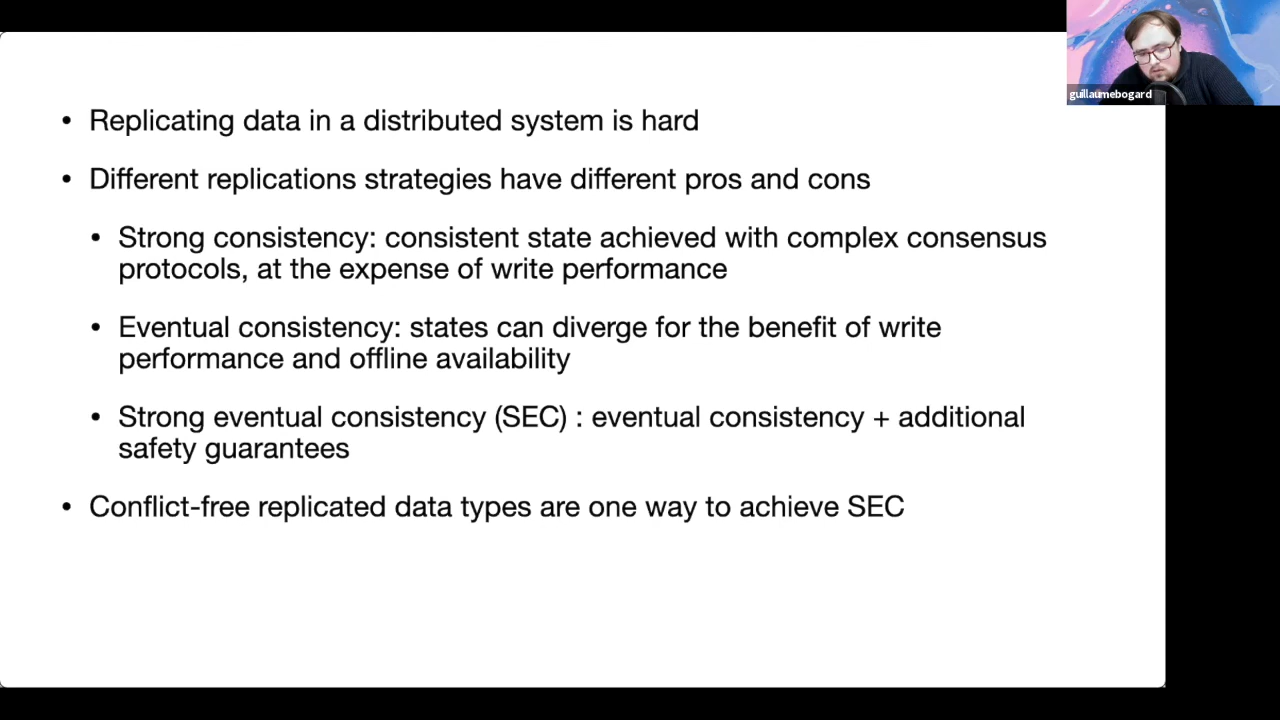 guillaumebogard
• Replicating data in a distributed system is hard
• Different replications strategies have different pros and cons
• Strong consistency: consistent state achieved with complex consensus
protocols, at the expense of write performance
• Eventual consistency: states can diverge for the benefit of write
performance and offline availability
• Strong eventual consistency (SEC) : eventual consistency + additional
safety guarantees
• Conflict-free replicated data types are one way to achieve SEC